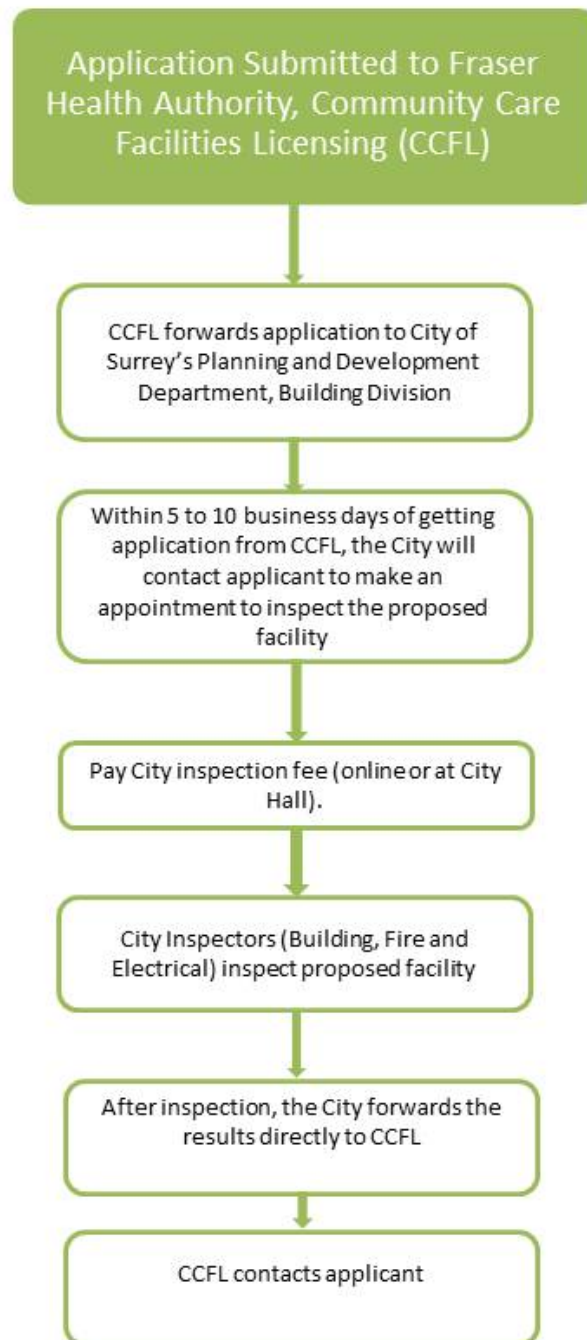 Application Submitted to Fraser
Health Authority, Community Care
Facilities Licensing (CCFL)
CCFL forwards application to City of
Surrey's Planning and Development
Department, Building Division
Within 5 to 10 business days of getting
application from CCFL, the City will
contact applicant to make an
appointment to inspect the proposed
facility
Pay City inspection fee (online or at City
Hall).
City Inspectors (Building, Fire and
Electrical) inspect proposed facility
After inspection, the City forwards the
results directly to CCFL
CCFL contacts applicant